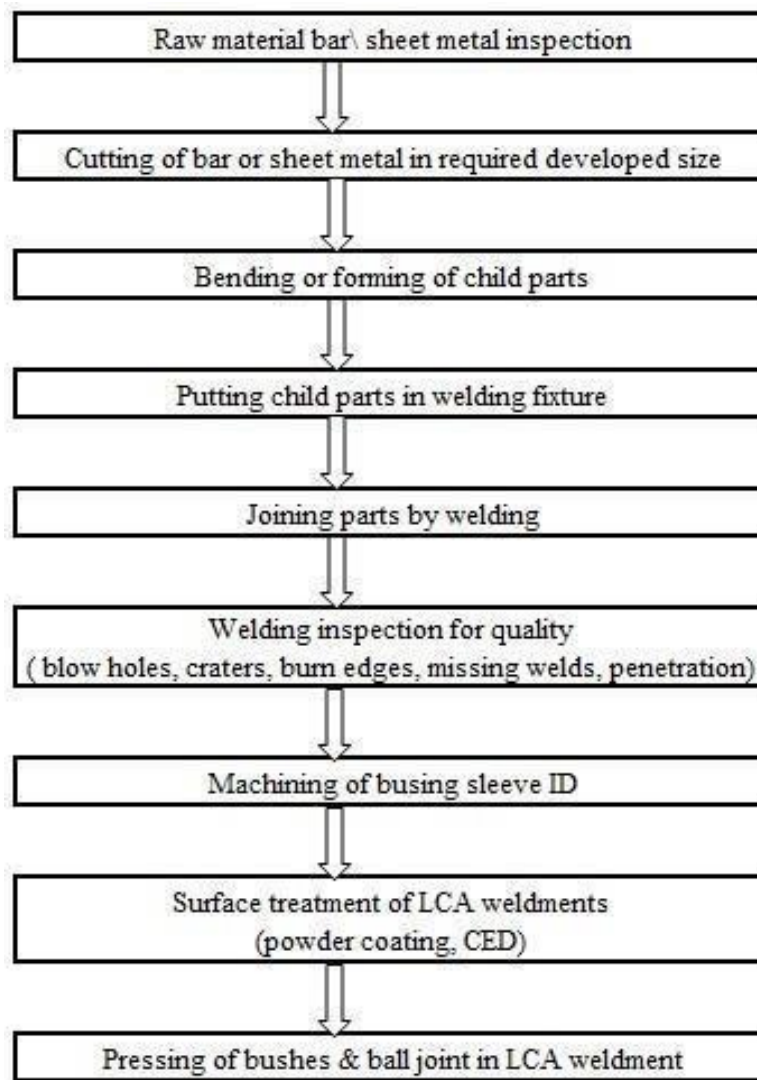 Raw material bar\ sheet metal inspection
Cutting of bar or sheet metal in required developed size
Bending or forming of child parts
Putting child parts in welding fixture
Joining parts by welding
Welding inspection for quality
( blow holes, craters, burn edges, missing welds, penetration)
Machining of busing sleeve ID
Surface treatment of LCA weldments
(powder coating, CED)
Pressing of bushes & ball joint in LCA weldment